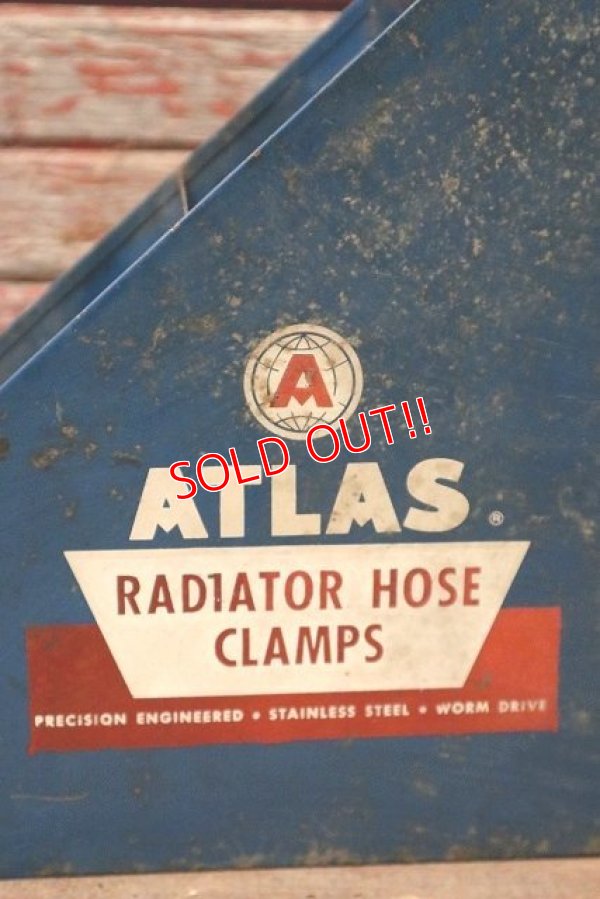 A
SOLD OUT!!
ATLAS®
RADIATOR HOSE
CLAMPS
PRECISION ENGINEERED • STAINLESS STEEL • WORM DRIVE